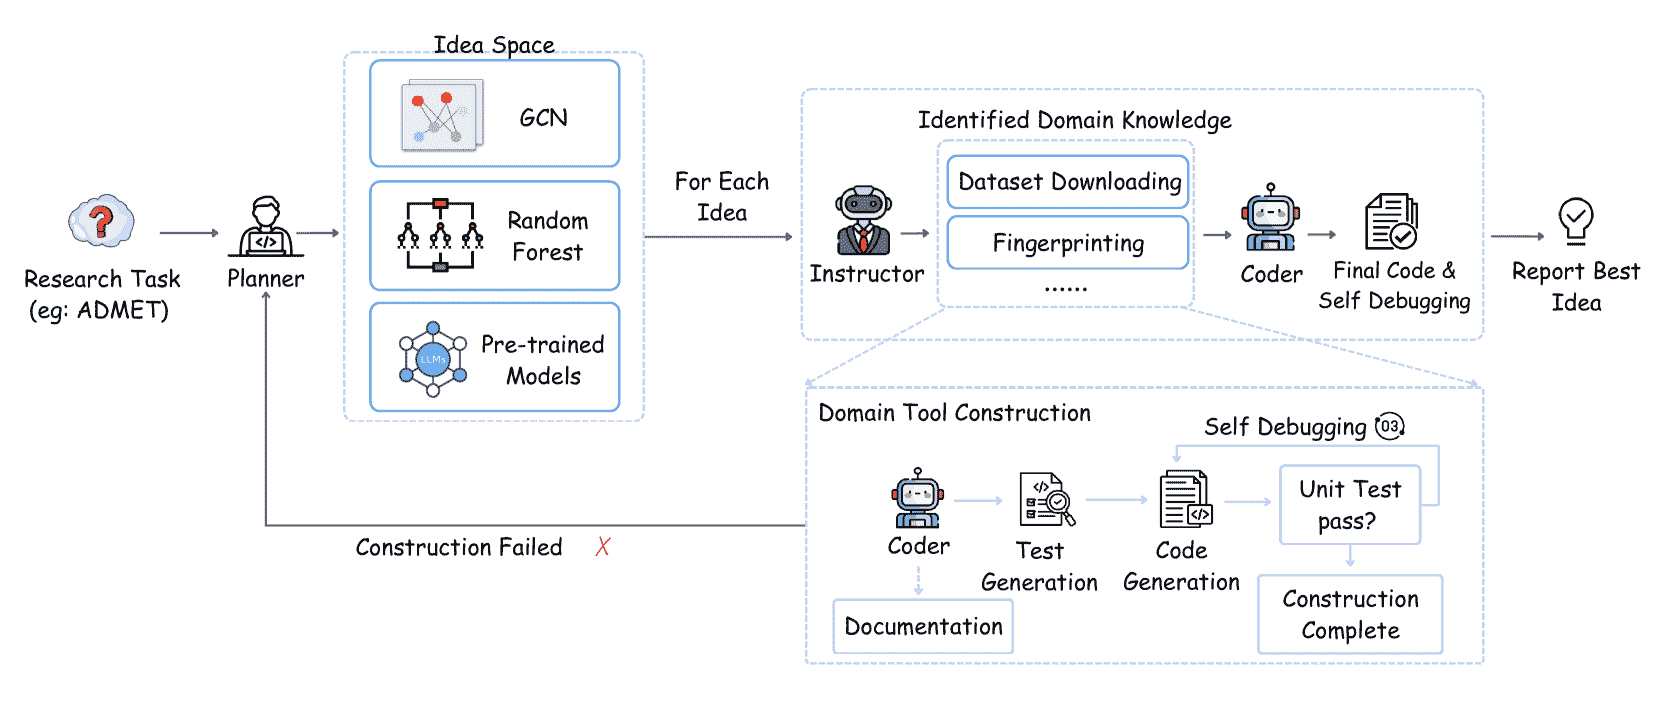 Idea Space
GCN
Random
Forest
Pre-trained
Models
LLMs
Research Task
(eg: ADMET)
</>
Planner
For Each
Idea
Identified Domain Knowledge
Dataset Downloading
Fingerprinting
......
Instructor
Coder
Final Code &
Self Debugging
Report Best
Idea
Construction Failed X
Domain Tool Construction
Self Debugging 03
Coder
Documentation
</>
Test
Generation
</>
Code
Generation
Unit Test
pass?
Construction
Complete